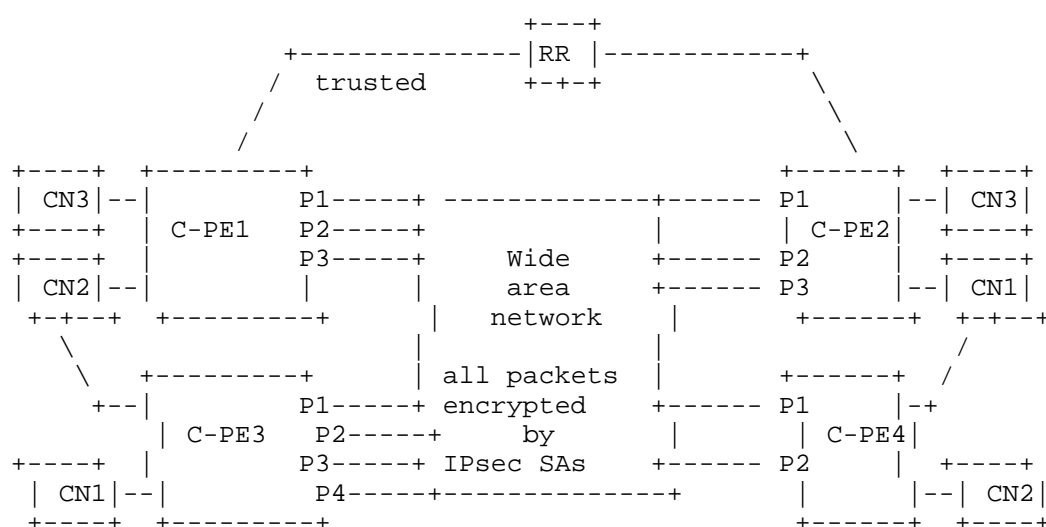 +---+
                  +--------------|RR |------------+
                 /  trusted      +-+-+             \
                /                                   \
               /                                     \
+----+  +---------+                              +------+  +----+
| CN3|--|         P1-----+ -------------+------ P1      |--| CN3|
+----+  | C-PE1   P2-----+              |       | C-PE2|   +----+
+----+  |         P3-----+     Wide     +------ P2      |  +----+
| CN2|--|         |      |     area     +------ P3      |--| CN1|
 +-+--+  +---------+      |   network    |       +------+  +-+--+
   \                     |              |                   /
    \   +---------+      | all packets  |       +------+   /
     +--|         P1-----+ encrypted    +------ P1      |-+
         | C-PE3   P2-----+     by       |       | C-PE4|
+----+  |         P3-----+ IPsec SAs    +------ P2      |  +----+
 | CN1|--|         P4-----+--------------+       |      |--| CN2|
 +----+  +---------+                             +------+  +----+